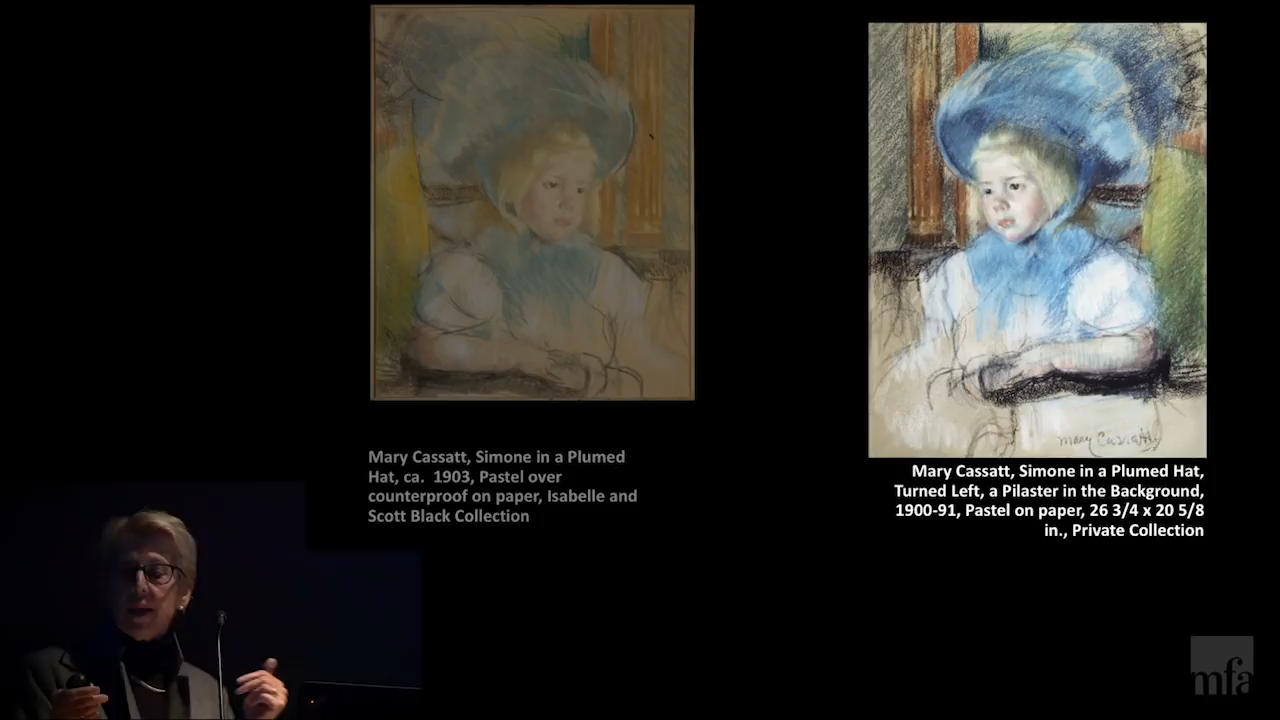 Mary Cassatt, Simone in a Plumed
Hat, ca. 1903, Pastel over
counterproof on paper, Isabelle and
Scott Black Collection
Mary Cassatt
Mary Cassatt, Simone in a Plumed Hat,
Turned Left, a Pilaster in the Background,
1900-91, Pastel on paper, 26 3/4 x 20 5/8
in., Private Collection
mfa